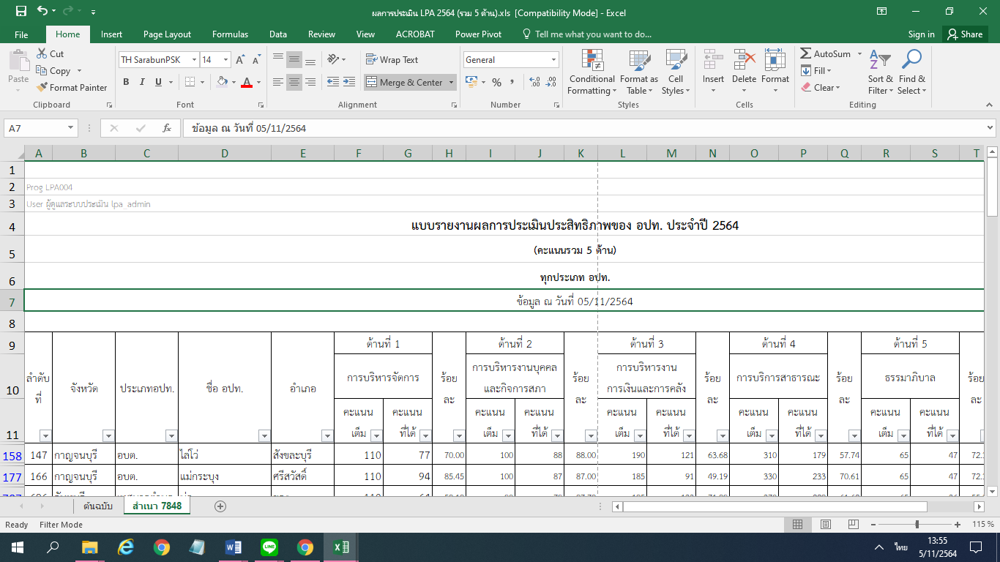 ผลการประเมิน LPA 2564 (รวม 5 ด้าน).xls [Compatibility Mode] - Excel
File Home Insert Page Layout Formulas Data Review View ACROBAT Power Pivot Tell me what you want to do... Sign in Share
Paste Cut Copy Format Painter Clipboard
TH SarabunPSK 14 B I U A Font
Wrap Text Merge & Center Alignment
General % , Number
Conditional Formatting Format as Table Cell Styles Styles
Insert Delete Format Cells
AutoSum Fill Clear Sort & Filter Find & Select Editing
A7 fx ข้อมูล ณ วันที่ 05/11/2564
A B C D E F G H I J K L M N O P Q R S T
1
2 Prog LPA004
3 User ผู้ดูแลระบบประเมิน lpa_admin
4 แบบรายงานผลการประเมินประสิทธิภาพของ อปท. ประจำปี 2564
5 (คะแนนรวม 5 ด้าน)
6 ทุกประเภท อปท.
7 ข้อมูล ณ วันที่ 05/11/2564
8
9 ด้านที่ 1 ด้านที่ 2 ด้านที่ 3 ด้านที่ 4 ด้านที่ 5
10 ลำดับที่ จังหวัด ประเภทอปท. ชื่อ อปท. อำเภอ การบริหารจัดการ ร้อยละ การบริหารงานบุคคลและกิจการสภา ร้อยละ การบริหารงานการเงินและการคลัง ร้อยละ การบริการสาธารณะ ร้อยละ ธรรมาภิบาล ร้อยละ
11 คะแนนเต็ม คะแนนที่ได้ คะแนนเต็ม คะแนนที่ได้ คะแนนเต็ม คะแนนที่ได้ คะแนนเต็ม คะแนนที่ได้ คะแนนเต็ม คะแนนที่ได้
158 147 กาญจนบุรี อบต. ไล่โว่ สังขละบุรี 110 77 70.00 100 88 88.00 190 121 63.68 310 179 57.74 65 47 72.
177 166 กาญจนบุรี อบต. แม่กระบุง ศรีสวัสดิ์ 110 94 85.45 100 87 87.00 185 91 49.19 330 233 70.61 65 47 72.
ต้นฉบับ สำเนา 7848
Ready Filter Mode 115 %
ไทย 13:55
5/11/2564